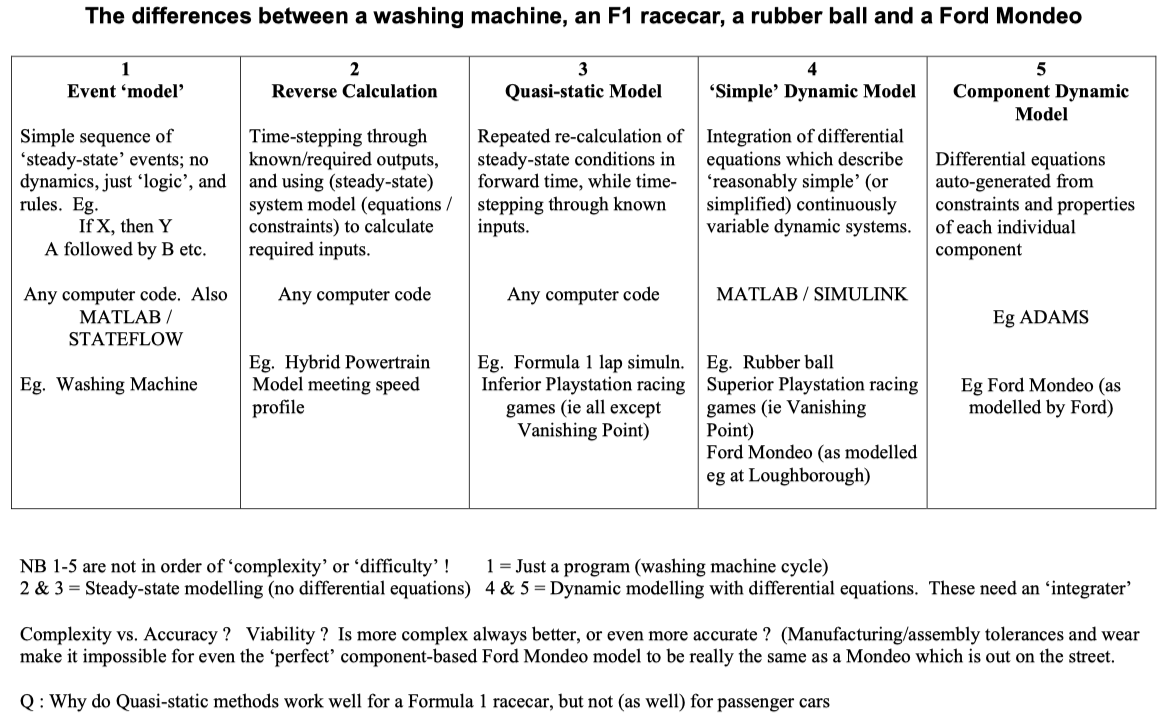 The differences between a washing machine, an F1 racecar, a rubber ball and a Ford Mondeo
1
Event ‘model’
Simple sequence of
‘steady-state’ events; no
dynamics, just ‘logic’, and
rules. Eg.
If X, then Y
A followed by B etc.
Any computer code. Also
MATLAB /
STATEFLOW
Eg. Washing Machine
2
Reverse Calculation
Time-stepping through
known/required outputs,
and using (steady-state)
system model (equations /
constraints) to calculate
required inputs.
Any computer code
Eg. Hybrid Powertrain
Model meeting speed
profile
3
Quasi-static Model
Repeated re-calculation of
steady-state conditions in
forward time, while time-
stepping through known
inputs.
Any computer code
Eg. Formula 1 lap simuln.
Inferior Playstation racing
games (ie all except
Vanishing Point)
4
‘Simple’ Dynamic Model
Integration of differential
equations which describe
‘reasonably simple’ (or
simplified) continuously
variable dynamic systems.
MATLAB / SIMULINK
Eg. Rubber ball
Superior Playstation racing
games (ie Vanishing
Point)
Ford Mondeo (as modelled
eg at Loughborough)
5
Component Dynamic
Model
Differential equations
auto-generated from
constraints and properties
of each individual
component
Eg ADAMS
Eg Ford Mondeo (as
modelled by Ford)
NB 1-5 are not in order of ‘complexity’ or ‘difficulty’ ! 1 = Just a program (washing machine cycle)
2 & 3 = Steady-state modelling (no differential equations) 4 & 5 = Dynamic modelling with differential equations. These need an ‘integrater’
Complexity vs. Accuracy ? Viability ? Is more complex always better, or even more accurate ? (Manufacturing/assembly tolerances and wear
make it impossible for even the ‘perfect’ component-based Ford Mondeo model to be really the same as a Mondeo which is out on the street.
Q : Why do Quasi-static methods work well for a Formula 1 racecar, but not (as well) for passenger cars